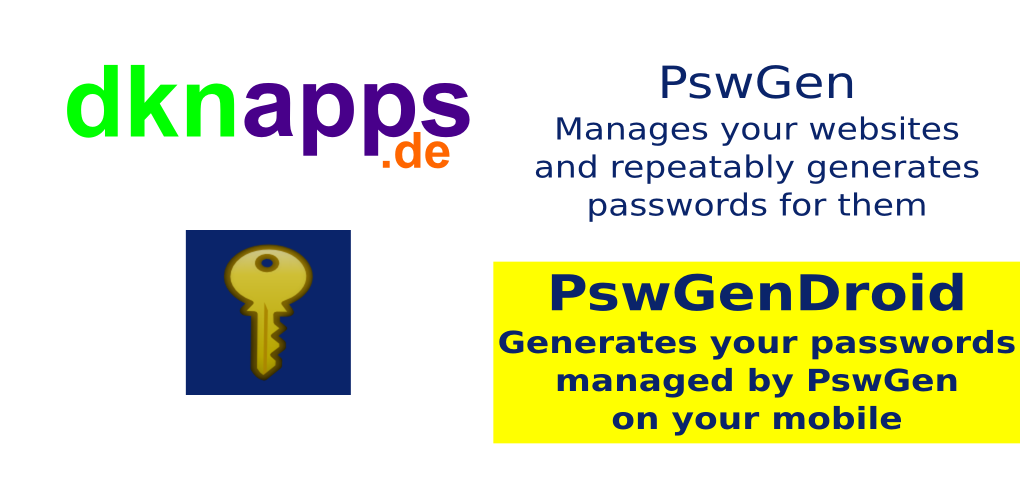 dknapps
.de
PswGen
Manages your websites
and repeatably generates
passwords for them
PswGenDroid
Generates your passwords
managed by PswGen
on your mobile